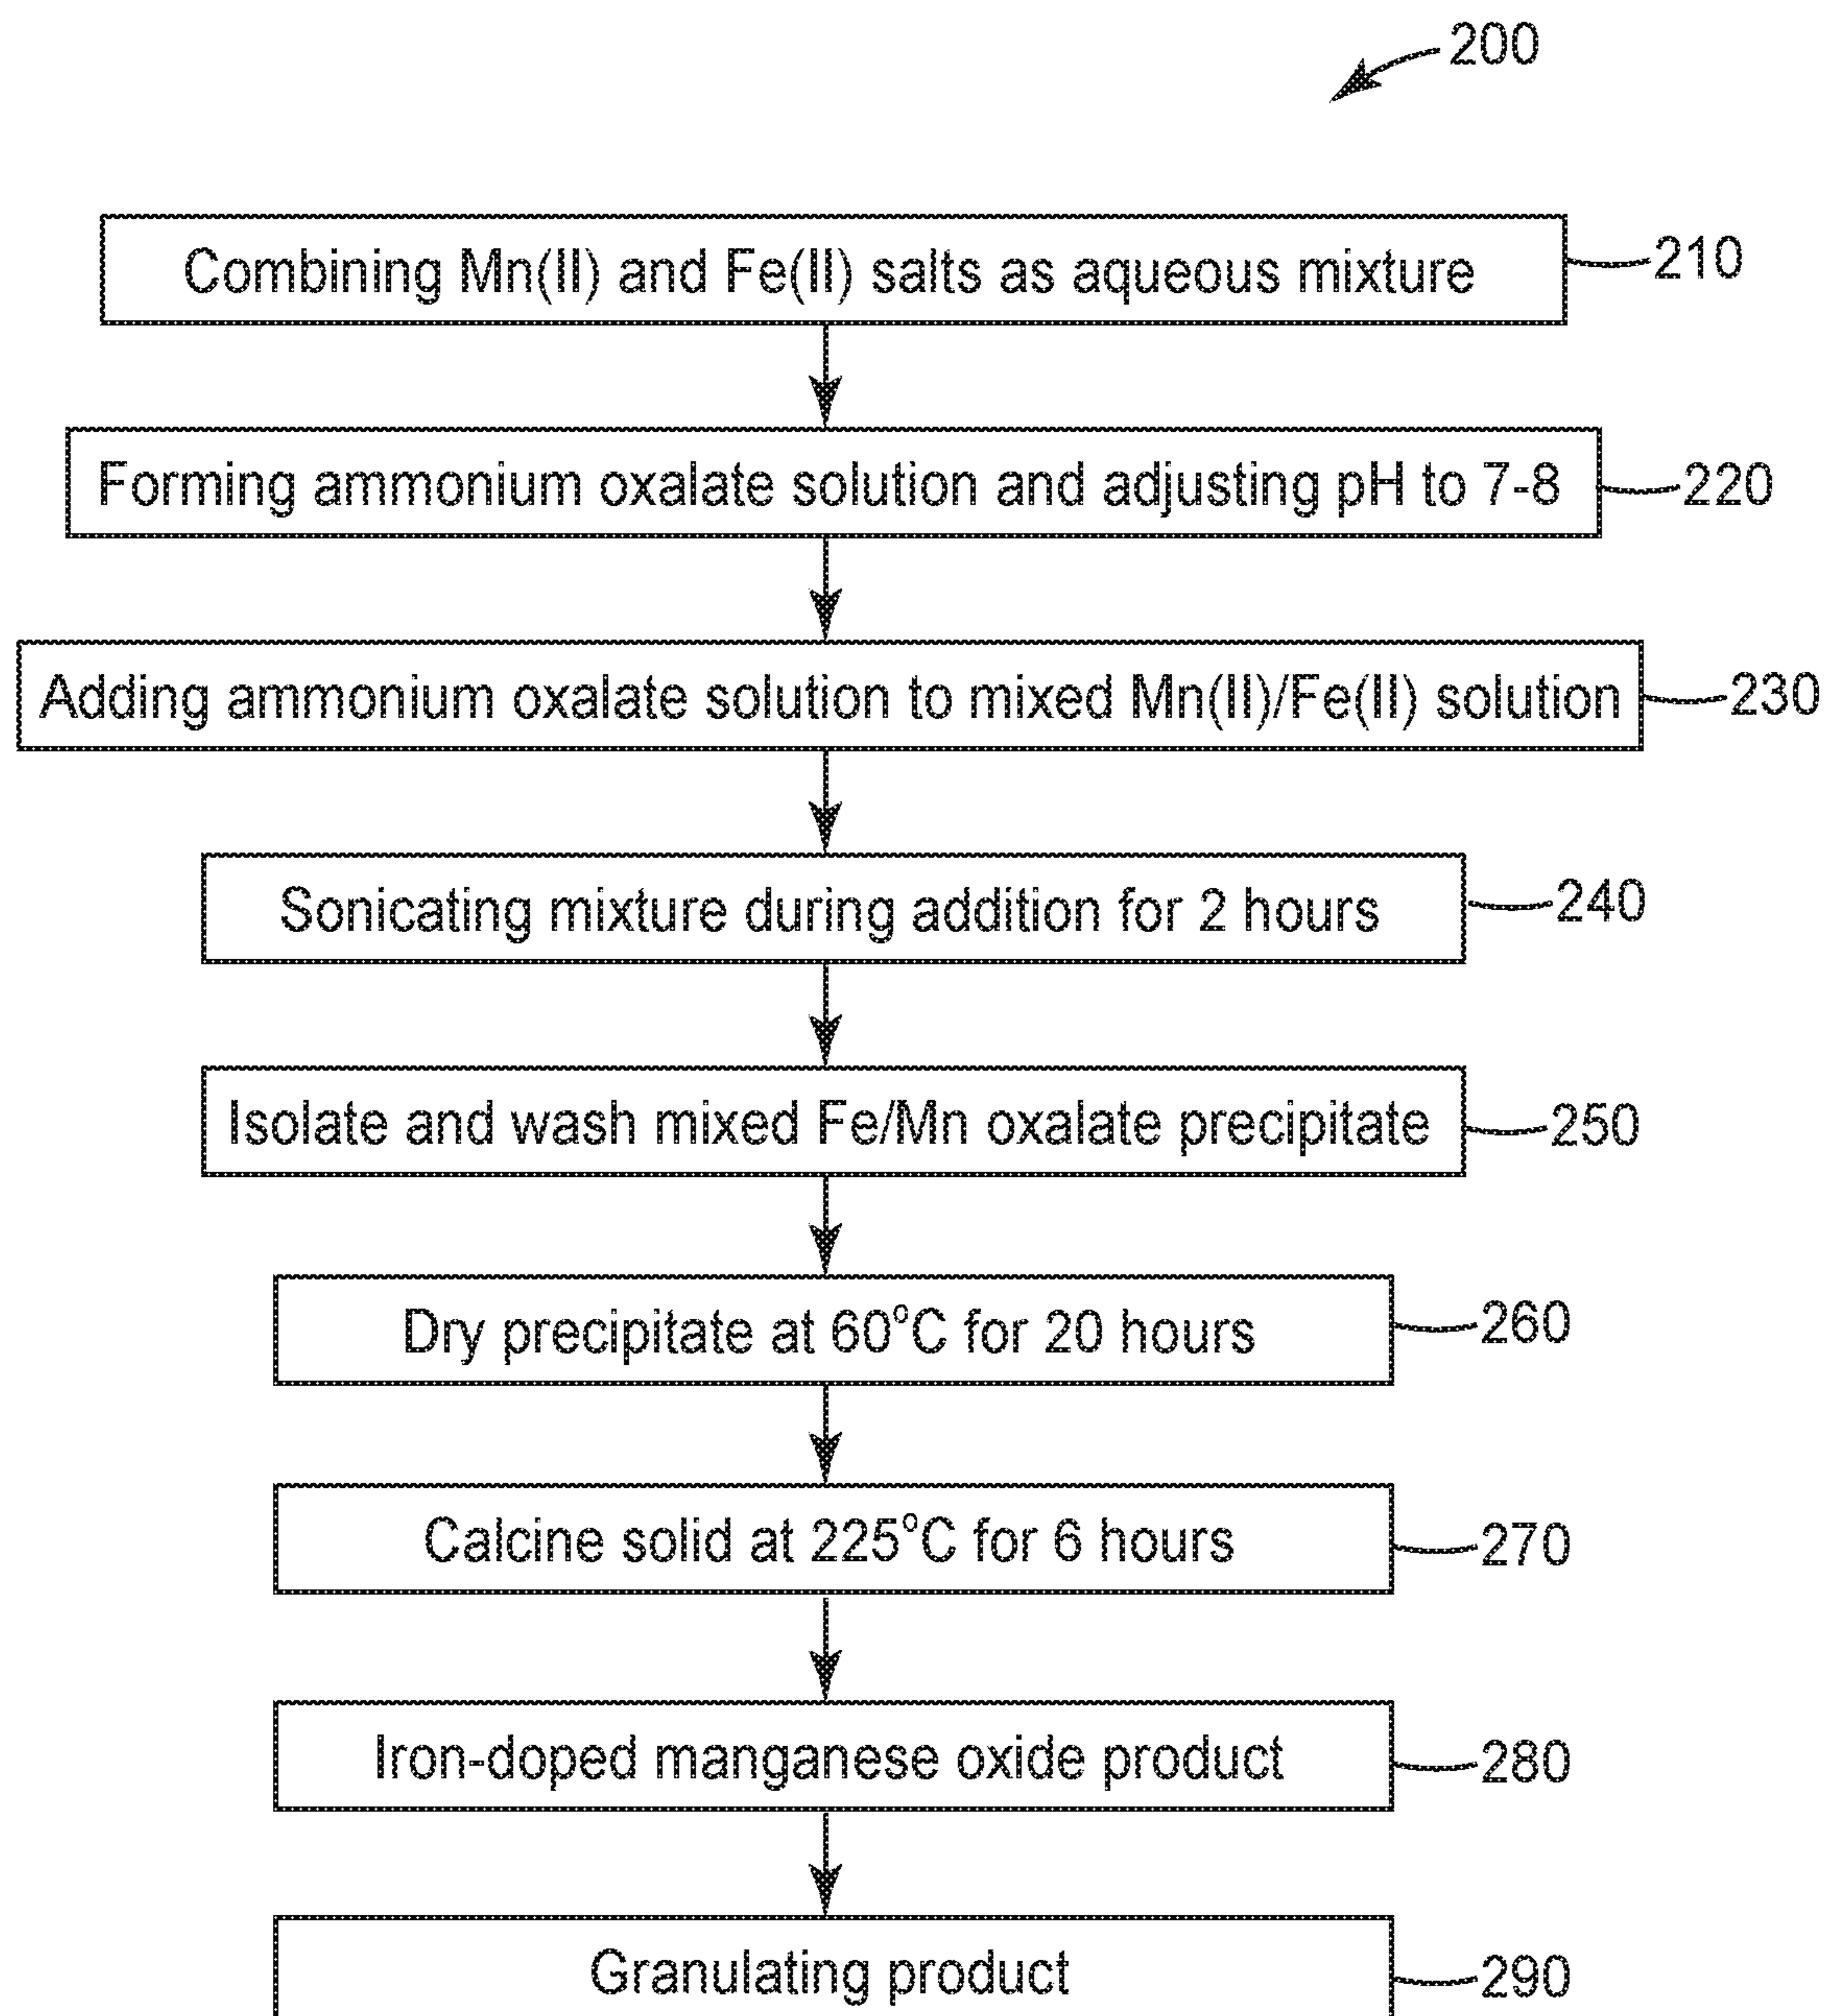 200
Combining Mn(II) and Fe(II) salts as aqueous mixture 210
Forming ammonium oxalate solution and adjusting pH to 7-8 220
Adding ammonium oxalate solution to mixed Mn(II)/Fe(II) solution 230
Sonicating mixture during addition for 2 hours 240
Isolate and wash mixed Fe/Mn oxalate precipitate 250
Dry precipitate at 60°C for 20 hours 260
Calcine solid at 225°C for 6 hours 270
Iron-doped manganese oxide product 280
Granulating product 290